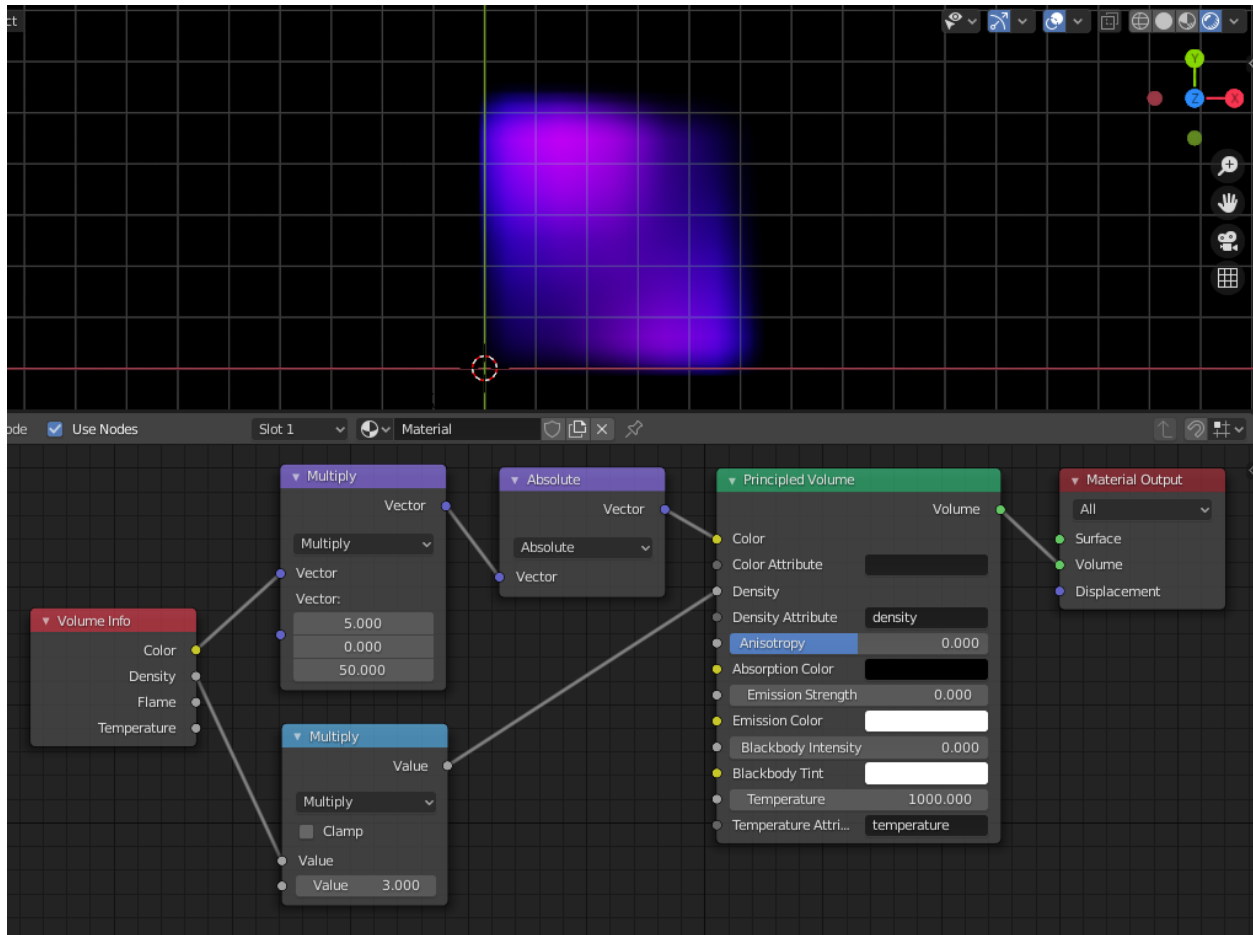 ct
Y
Z
X
ode
Use Nodes
Slot 1
Material
Multiply
Vector
Multiply
Vector
Vector:
5.000
0.000
50.000
Absolute
Vector
Absolute
Vector
Principled Volume
Volume
Color
Color Attribute
Density
Density Attribute density
Anisotropy 0.000
Absorption Color
Emission Strength 0.000
Emission Color
Blackbody Intensity 0.000
Blackbody Tint
Temperature 1000.000
Temperature Attri... temperature
Material Output
All
Surface
Volume
Displacement
Volume Info
Color
Density
Flame
Temperature
Multiply
Value
Multiply
Clamp
Value
Value 3.000